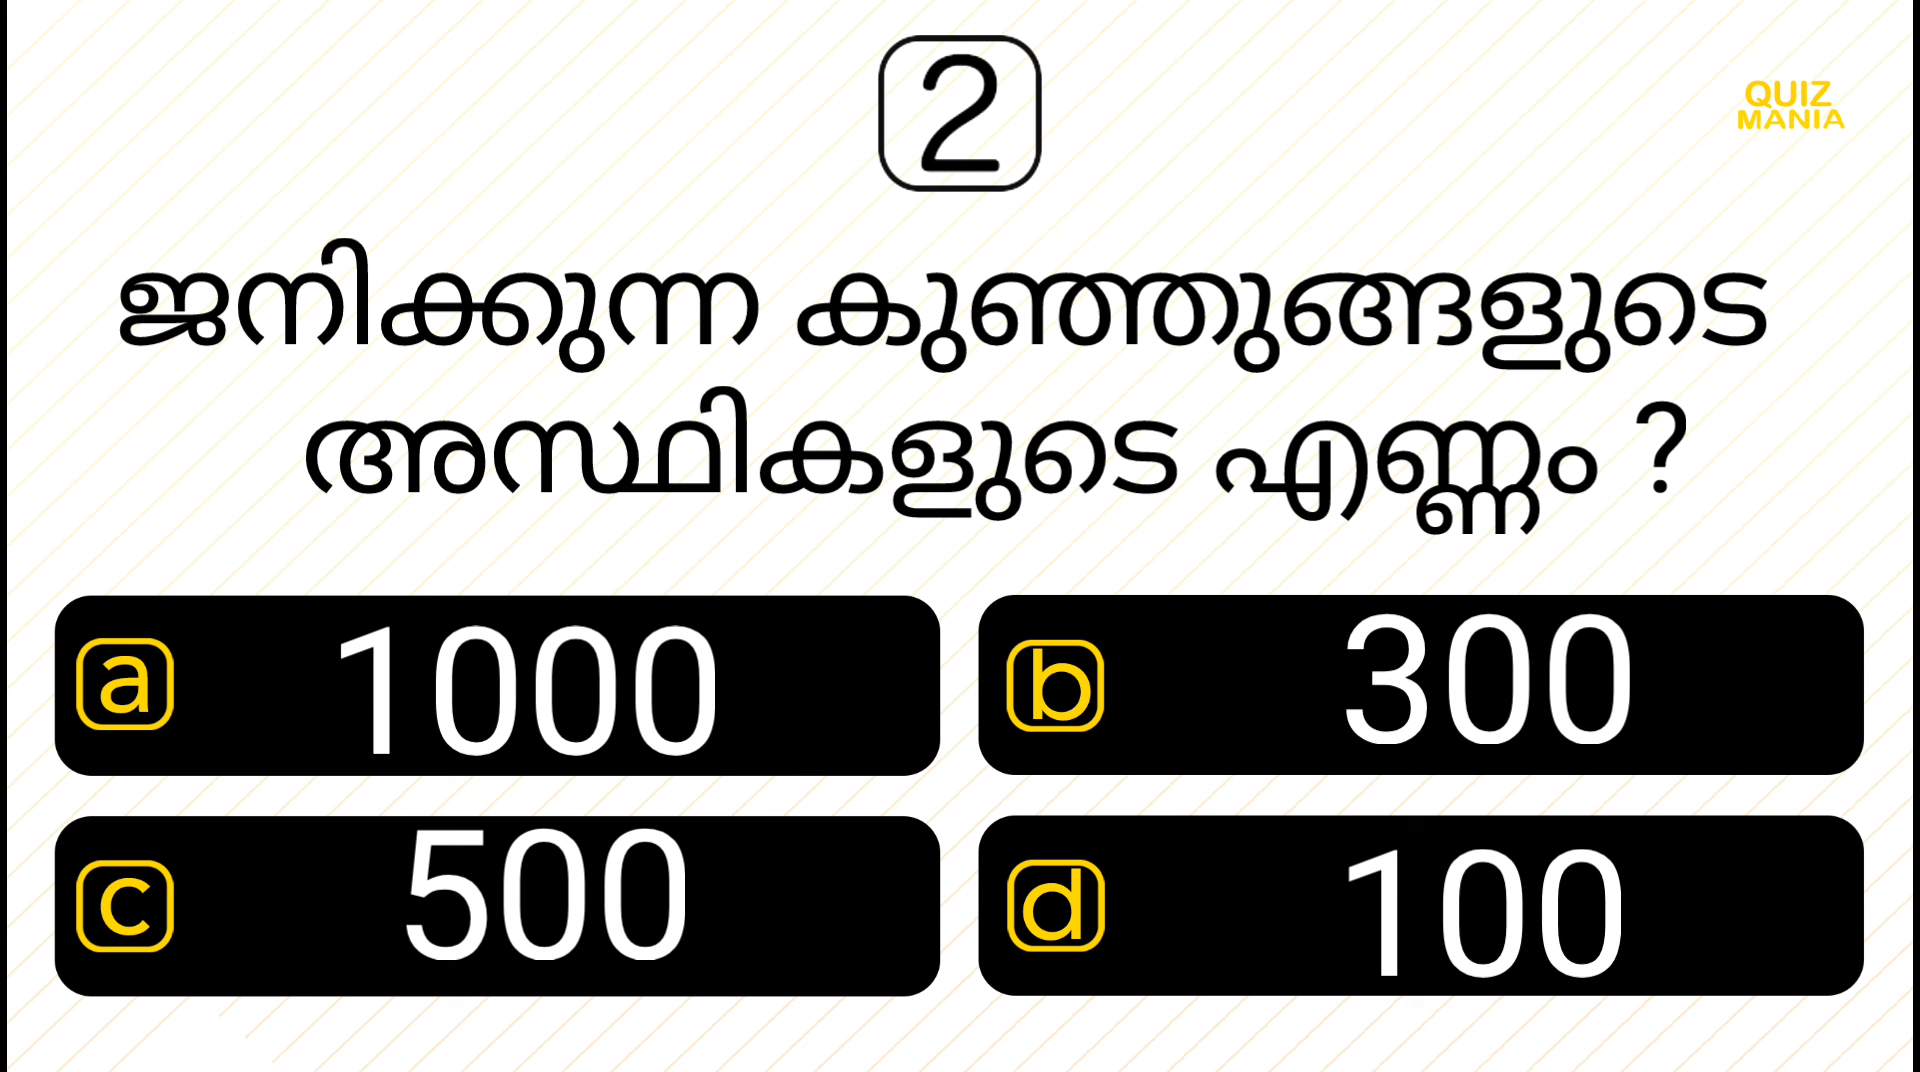 2
QUIZ
MANIA
ജനിക്കുന്ന കുഞ്ഞുങ്ങളുടെ
അസ്ഥികളുടെ എണ്ണം ?
a 1000
b 300
c 500
d 100